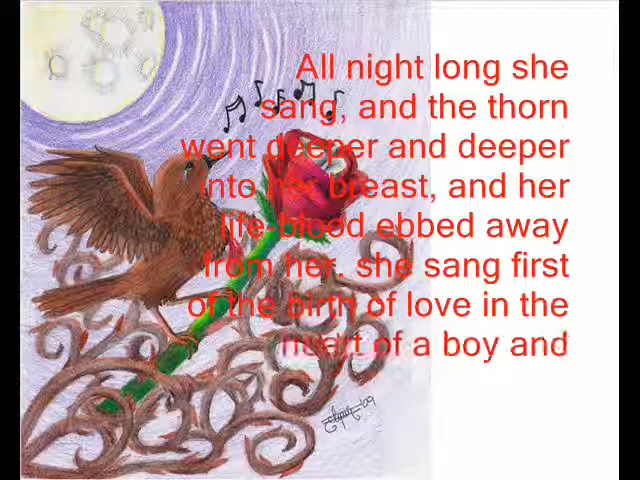 All night long she
sang, and the thorn
went deeper and deeper
into her breast, and her
life-blood ebbed away
from her. she sang first
of the birth of love in the
heart of a boy and
'09